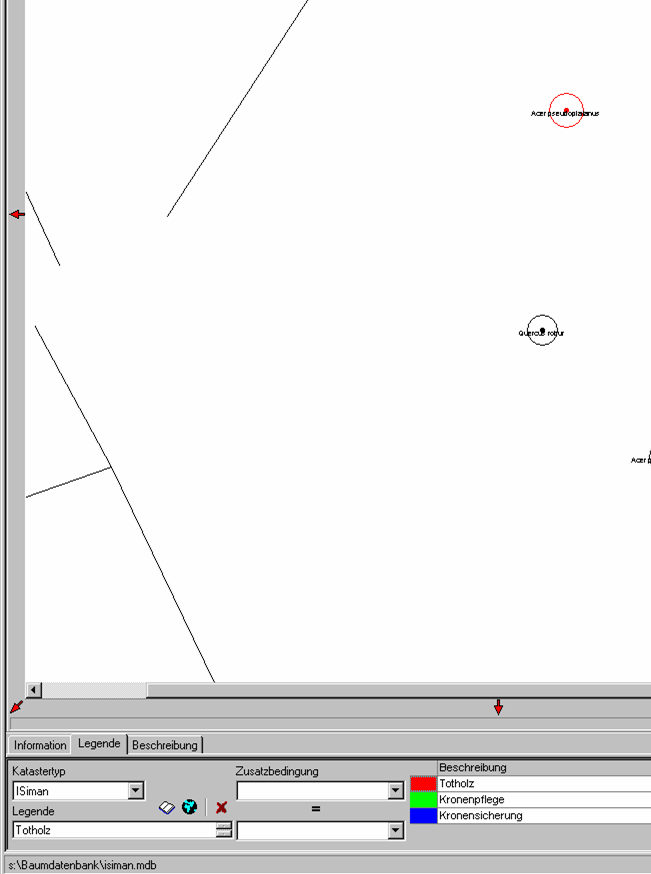 Acer pseudoplatanus
Quercus robur
Acer p
Information
Legende
Beschreibung
Katastertyp
ISiman
Legende
Totholz
Zusatzbedingung
=
Beschreibung
Totholz
Kronenpflege
Kronensicherung
s:\Baumdatenbank\isiman.mdb